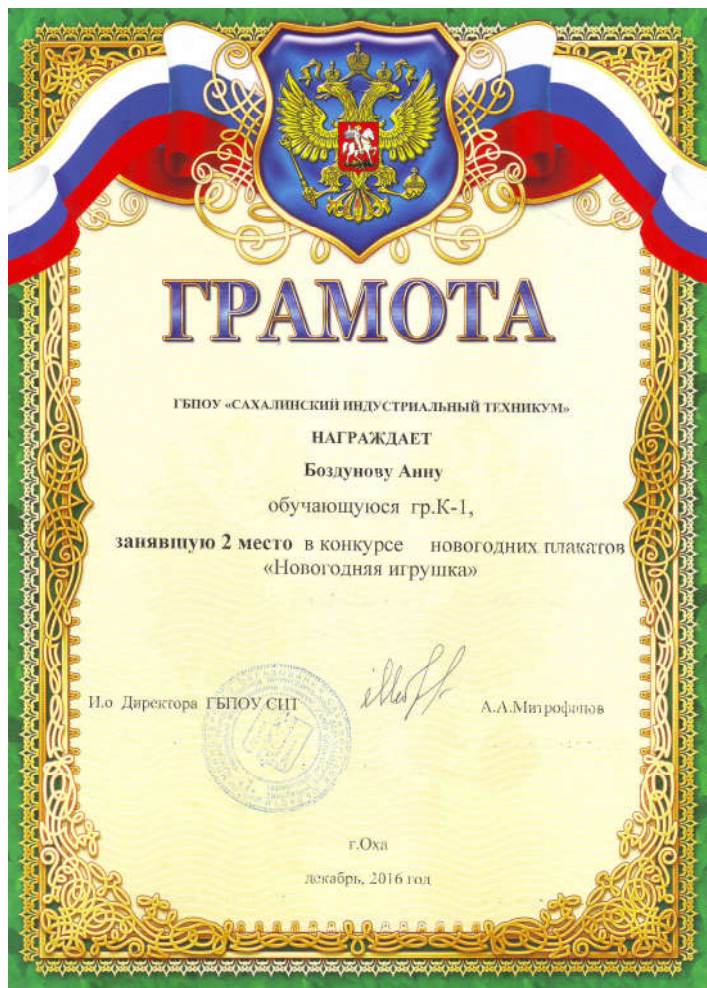 ГРАМОТА
ГБПОУ «САХАЛИНСКИЙ ИНДУСТРИАЛЬНЫЙ ТЕХНИКУМ»
НАГРАЖДАЕТ
Боздунову Анну
обучающуюся гр.К-1,
занявшую 2 место в конкурсе новогодних плакатов
«Новогодняя игрушка»
И.о Директора ГБПОУ СИТ А.А.Митрофанов
г.Оха
декабрь, 2016 год